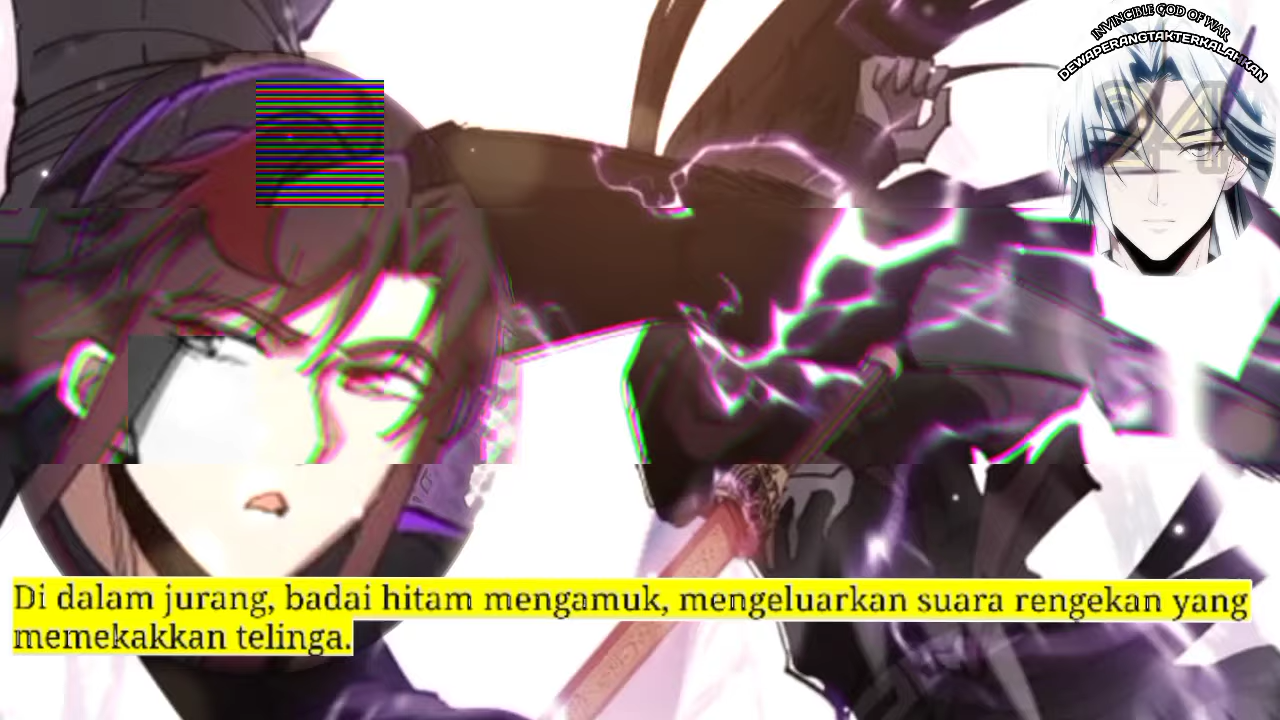 INVINCIBLE GOD OF WAR
DEWAPERANGTAKTERKALAHKAN
Di dalam jurang, badai hitam mengamuk, mengeluarkan suara rengekan yang
memekakkan telinga.